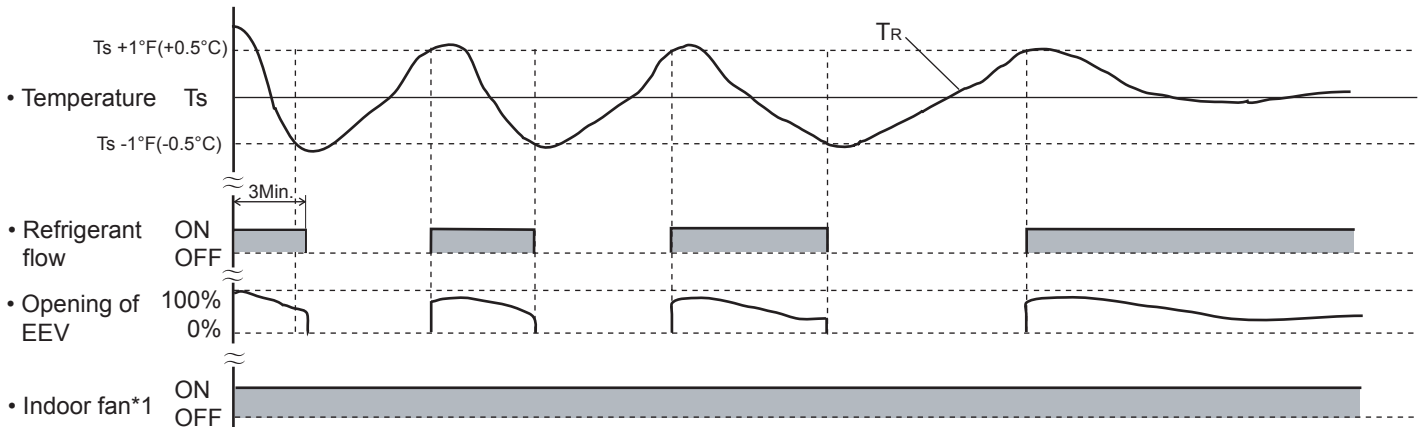 Ts +1°F(+0.5°C)
TR
• Temperature Ts
Ts -1°F(-0.5°C)
3Min.
• Refrigerant flow ON
OFF
• Opening of EEV 100%
0%
• Indoor fan*1 ON
OFF